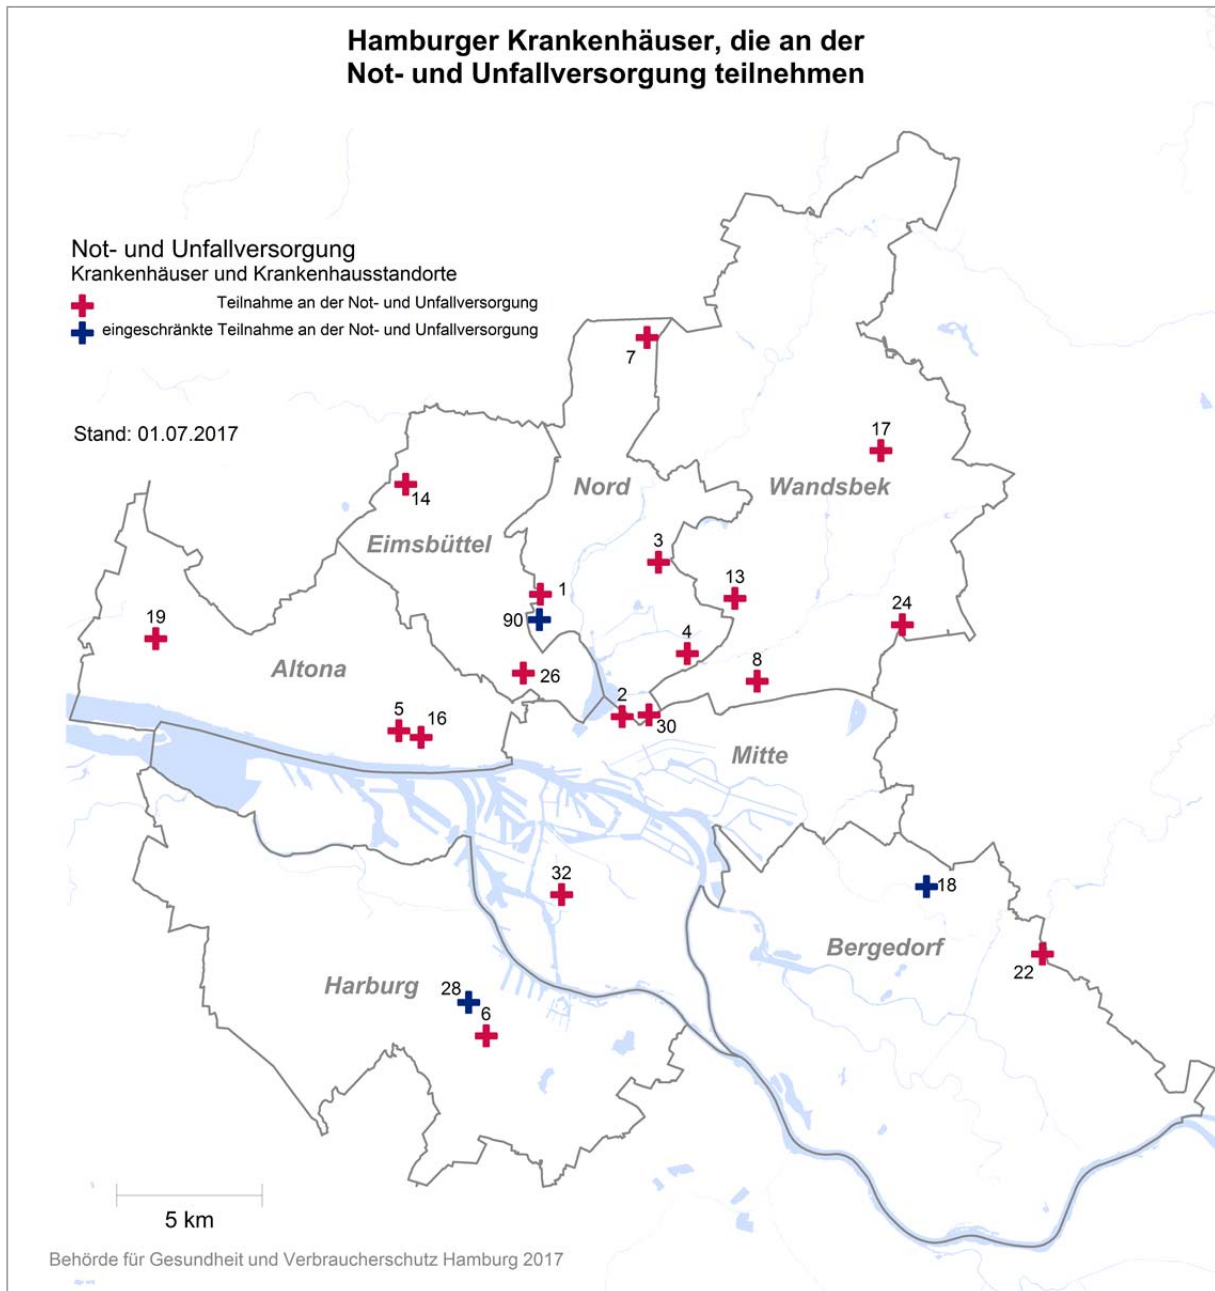 Hamburger Krankenhäuser, die an der
Not- und Unfallversorgung teilnehmen
Not- und Unfallversorgung
Krankenhäuser und Krankenhausstandorte
Teilnahme an der Not- und Unfallversorgung
eingeschränkte Teilnahme an der Not- und Unfallversorgung
7
Stand: 01.07.2017
17
14
Nord
Wandsbek
Eimsbüttel
3
13
1
19
90
24
4
Altona
26
8
2
5
16
30
Mitte
32
18
Bergedorf
22
Harburg
28
6
5 km
Behörde für Gesundheit und Verbraucherschutz Hamburg 2017